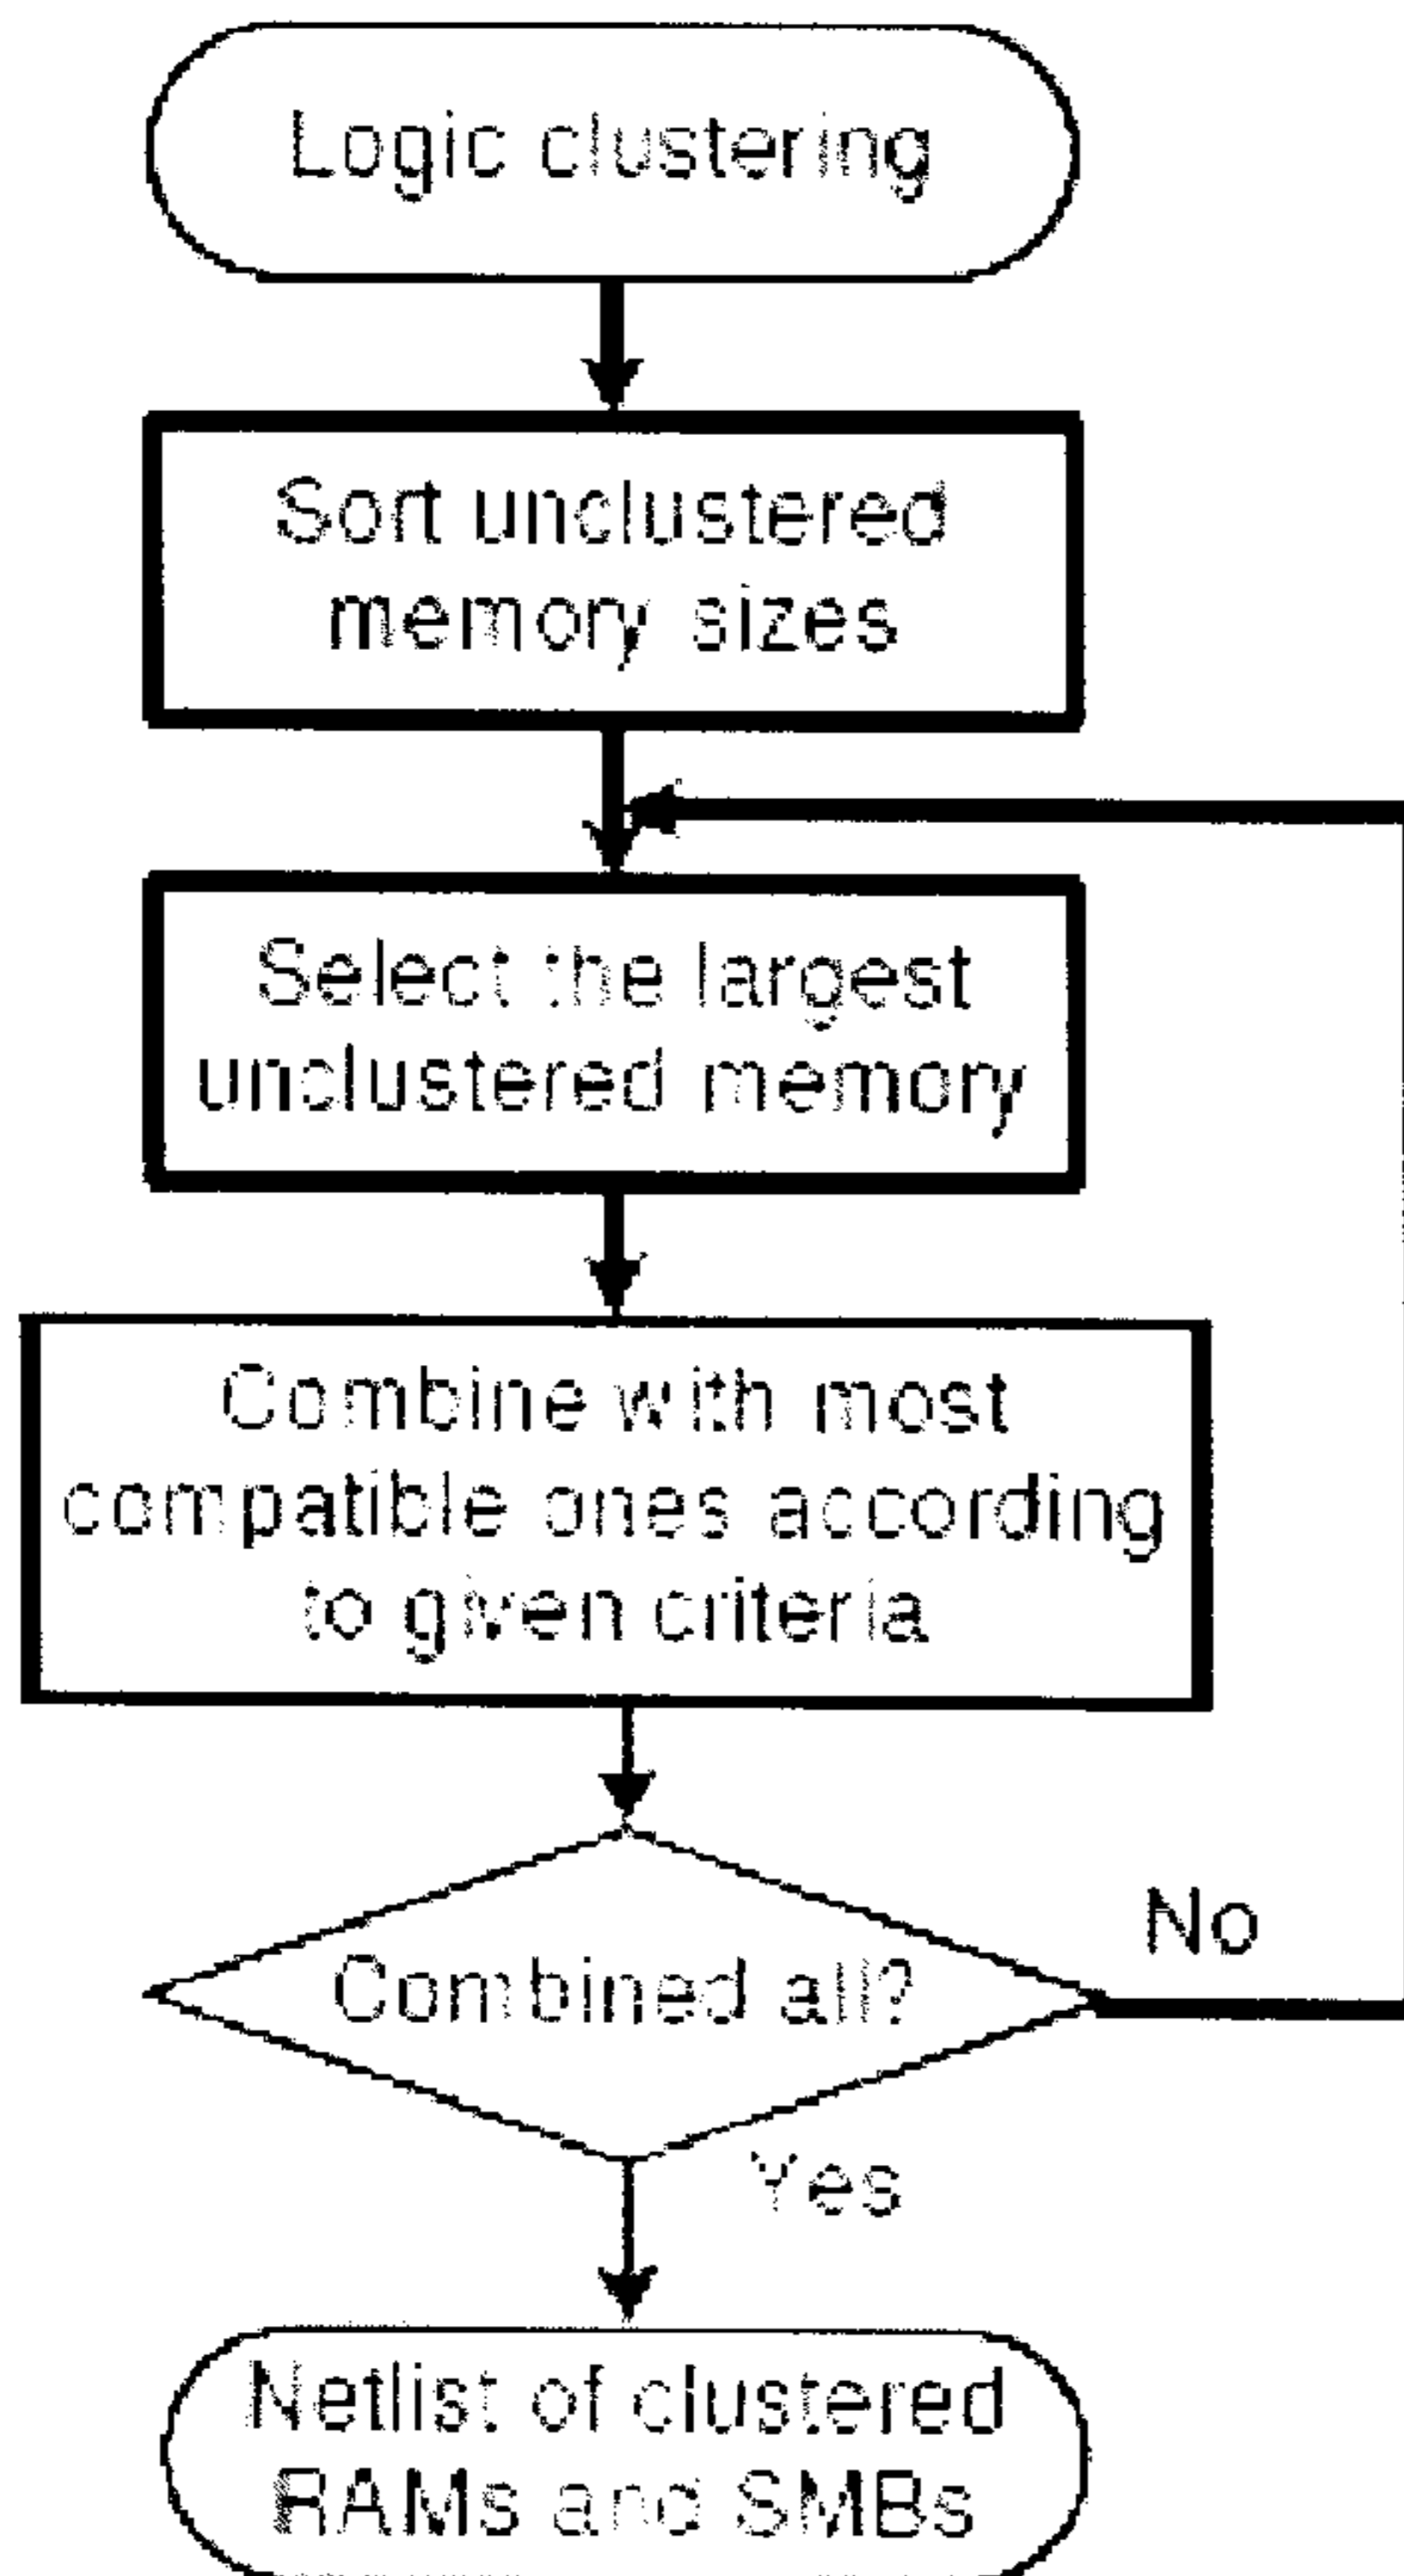 Logic clustering
Sort unclustered
memory sizes
Select the largest
unclustered memory
Combine with most
compatible ones according
to given criteria
Combined all?
No
Yes
Netlist of clustered
RAMs and SMBs